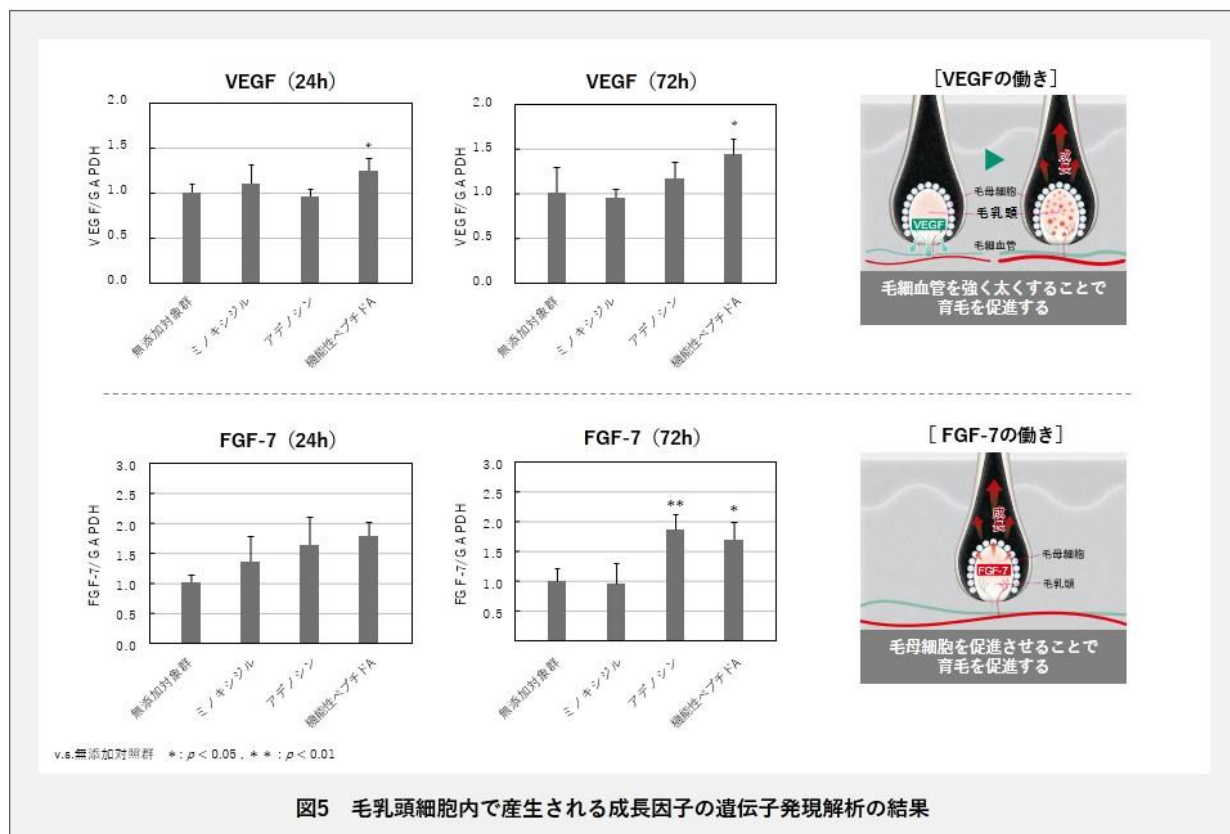 VEGF（24h）
VEGF/GAPDH
2.0
1.5
1.0
0.5
0.0
*
無添加対象群
ミノキシジル
アデノシン
機能性ペプチドA
VEGF（72h）
VEGF/GAPDH
2.0
1.5
1.0
0.5
0.0
*
無添加対象群
ミノキシジル
アデノシン
機能性ペプチドA
［VEGFの働き］
成長
毛母細胞
毛乳頭
VEGF
毛細血管
毛細血管を強く太くすることで
育毛を促進する
FGF-7（24h）
FGF-7/GAPDH
3.0
2.5
2.0
1.5
1.0
0.5
0.0
無添加対象群
ミノキシジル
アデノシン
機能性ペプチドA
FGF-7（72h）
FGF-7/GAPDH
3.0
2.5
2.0
1.5
1.0
0.5
**
*
無添加対象群
ミノキシジル
アデノシン
機能性ペプチドA
［ FGF-7の働き］
成長
毛母細胞
FGF-7
毛乳頭
毛母細胞を促進させることで
育毛を促進する
v.s.無添加対照群　*：p＜0.05 , ＊＊：p＜0.01
図5　毛乳頭細胞内で産生される成長因子の遺伝子発現解析の結果